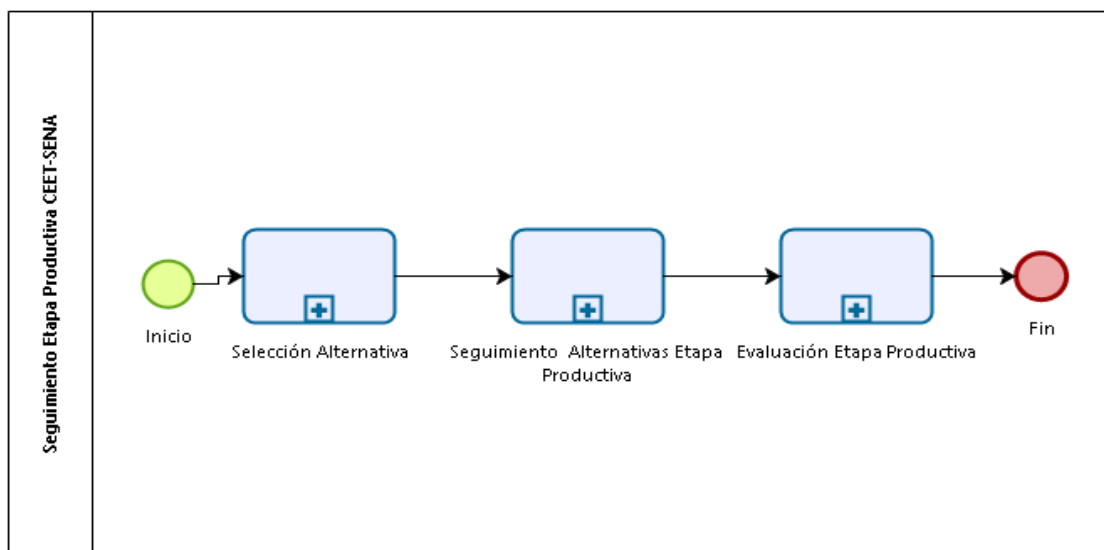 Seguimiento Etapa Productiva CEET-SENA
Inicio
Selección Alternativa
Seguimiento  Alternativas Etapa
Productiva
Evaluación Etapa Productiva
Fin